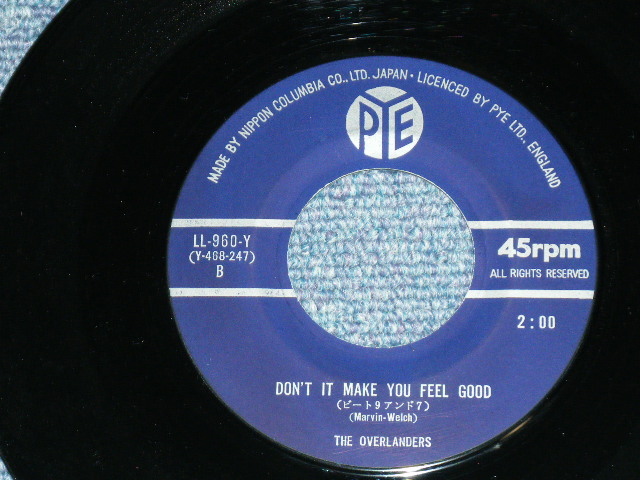 MADE BY NIPPON COLUMBIA CO., LTD. JAPAN · LICENCED BY PYE LTD., ENGLAND
PYE
LL-960-Y
(Y-468-247)
B
45rpm
ALL RIGHTS RESERVED
2:00
DON'T IT MAKE YOU FEEL GOOD
(ビート9アンド7)
(Marvin-Welch)
THE OVERLANDERS